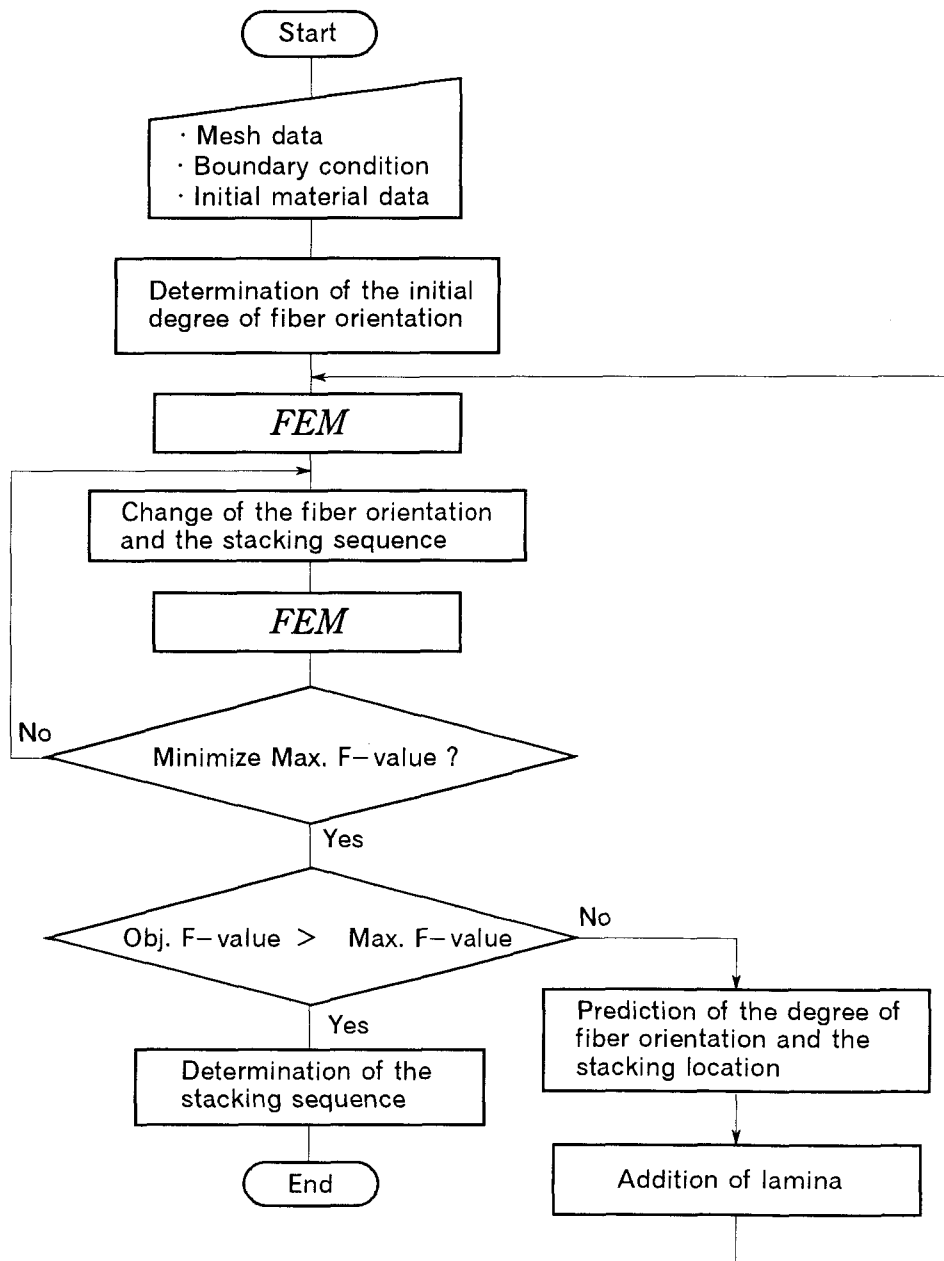 Start
· Mesh data
· Boundary condition
· Initial material data
Determination of the initial
degree of fiber orientation
FEM
Change of the fiber orientation
and the stacking sequence
FEM
No
Minimize Max. F-value ?
Yes
No
Obj. F-value > Max. F-value
Yes
Prediction of the degree of
fiber orientation and the
stacking location
Determination of the
stacking sequence
Addition of lamina
End